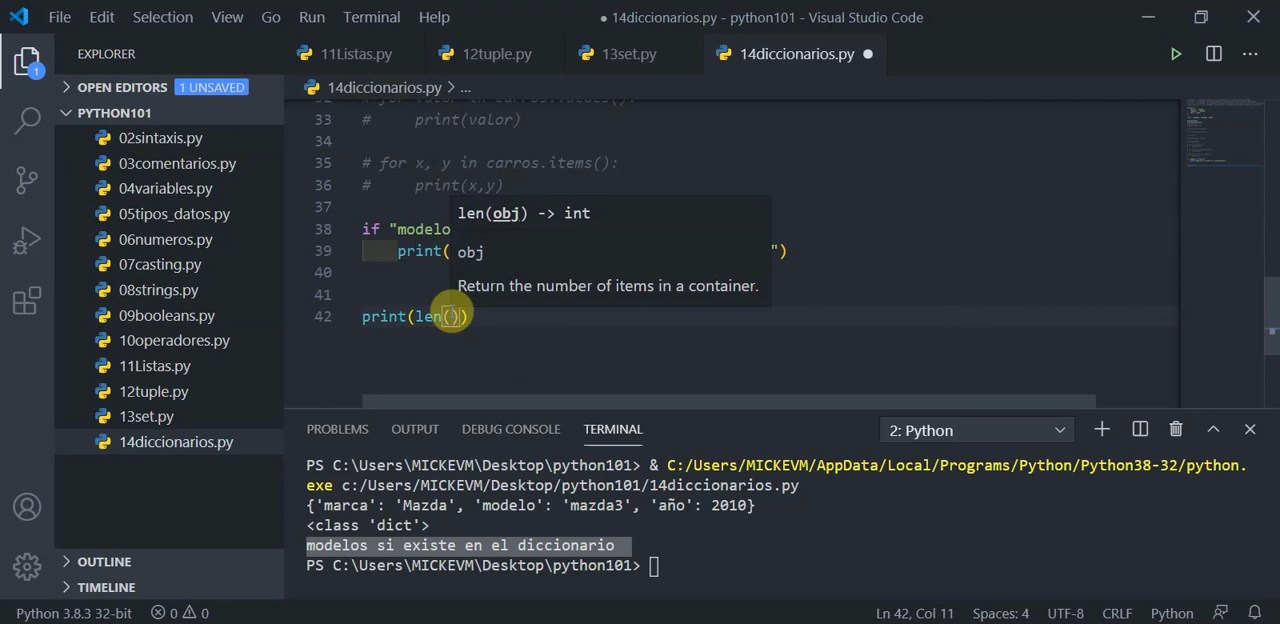 File Edit Selection View Go Run Terminal Help
● 14diccionarios.py - python101 - Visual Studio Code
EXPLORER
11Listas.py 12tuple.py 13set.py 14diccionarios.py ●
OPEN EDITORS 1 UNSAVED
14diccionarios.py > ...
PYTHON101
02sintaxis.py
03comentarios.py
04variables.py
05tipos_datos.py
06numeros.py
07casting.py
08strings.py
09booleans.py
10operadores.py
11Listas.py
12tuple.py
13set.py
14diccionarios.py
OUTLINE
TIMELINE
32 # for valor in carros.values():
33 #     print(valor)
34
35 # for x, y in carros.items():
36 #     print(x,y)
37
38 if "modelo
39     print( ")
40
41
42 print(len())
len(obj) -> int
obj
Return the number of items in a container.
PROBLEMS OUTPUT DEBUG CONSOLE TERMINAL 2: Python
PS C:\Users\MICKEVM\Desktop\python101> & C:/Users/MICKEVM/AppData/Local/Programs/Python/Python38-32/python.
exe c:/Users/MICKEVM/Desktop/python101/14diccionarios.py
{'marca': 'Mazda', 'modelo': 'mazda3', 'año': 2010}
<class 'dict'>
modelos si existe en el diccionario
PS C:\Users\MICKEVM\Desktop\python101>
1
Python 3.8.3 32-bit 0 0 Ln 42, Col 11 Spaces: 4 UTF-8 CRLF Python